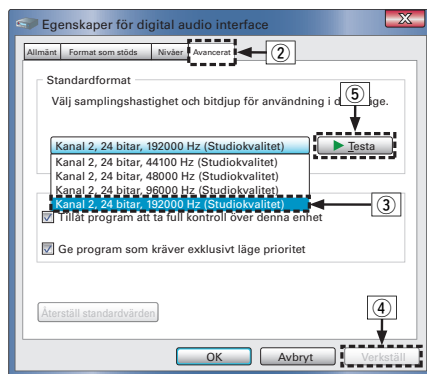 Egenskaper för digital audio interface
Allmänt Format som stöds Nivåer Avancerat ②
Standardformat
⑤
Välj samplingshastighet och bitdjup för användning i d ge.
Kanal 2, 24 bitar, 192000 Hz (Studiokvalitet) Testa
Kanal 2, 24 bitar, 44100 Hz (Studiokvalitet)
Kanal 2, 24 bitar, 48000 Hz (Studiokvalitet)
Kanal 2, 24 bitar, 96000 Hz (Studiokvalitet)
Kanal 2, 24 bitar, 192000 Hz (Studiokvalitet) ③
Tillåt program att ta full kontroll över denna enhet
Ge program som kräver exklusivt läge prioritet
Återställ standardvärden
④
OK Avbryt Verkställ